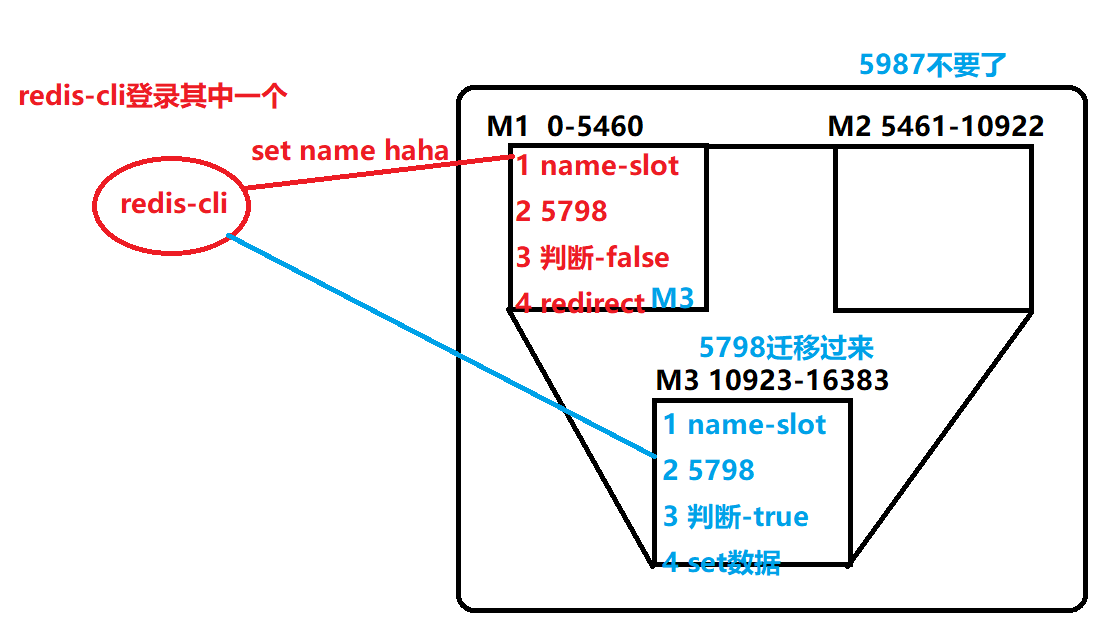 5987不要了
redis-cli登录其中一个
M1 0-5460
M2 5461-10922
set name haha
redis-cli
1 name-slot
2 5798
3 判断-false
4 redirect M3
5798迁移过来
M3 10923-16383
1 name-slot
2 5798
3 判断-true
4 set数据